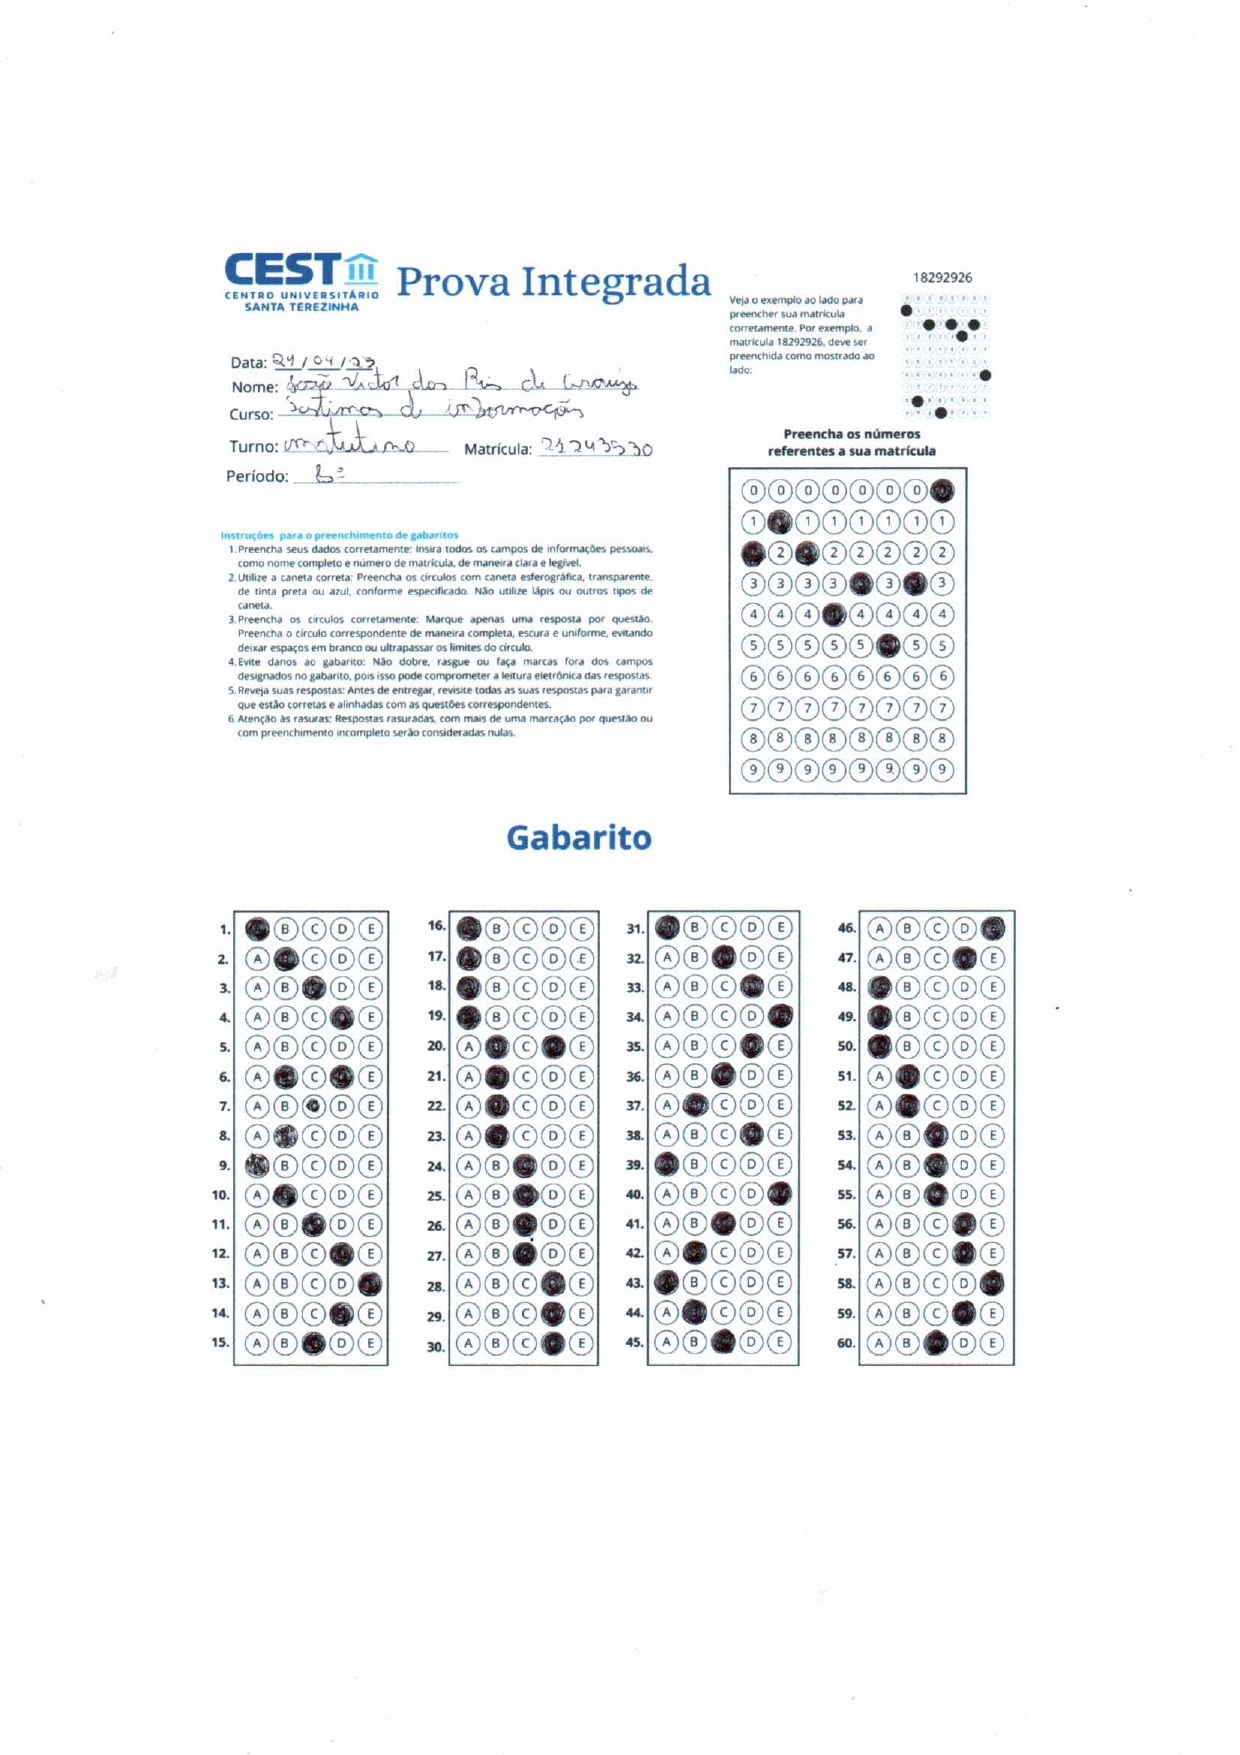 CEST
CENTRO UNIVERSITÁRIO
SANTA TEREZINHA
Prova Integrada
Veja o exemplo ao lado para
preencher sua matrícula
corretamente. Por exemplo, a
matrícula 18292926, deve ser
preenchida como mostrado ao
lado:
18292926
Data: 29/04/
Nome: João Victor dos Reis de
Curso: de informações
Turno: matutino Matrícula: 21243530
Período:
Preencha os números
referentes a sua matrícula
0 0 0 0 0 0 0
1 1 1 1 1 1 1
2 2 2 2 2 2
3 3 3 3 3 3
4 4 4 4 4 4 4
5 5 5 5 5 5 5
6 6 6 6 6 6 6 6
7 7 7 7 7 7 7 7
8 8 8 8 8 8 8 8
9 9 9 9 9 9 9 9
Instruções para o preenchimento de gabaritos
1. Preencha seus dados corretamente: Insira todos os campos de informações pessoais,
como nome completo e número de matrícula, de maneira clara e legível.
2. Utilize a caneta correta: Preencha os círculos com caneta esferográfica, transparente,
de tinta preta ou azul, conforme especificado. Não utilize lápis ou outros tipos de
caneta.
3. Preencha os círculos corretamente: Marque apenas uma resposta por questão.
Preencha o círculo correspondente de maneira completa, escura e uniforme, evitando
deixar espaços em branco ou ultrapassar os limites do círculo.
4. Evite danos ao gabarito: Não dobre, rasgue ou faça marcas fora dos campos
designados no gabarito, pois isso pode comprometer a leitura eletrônica das respostas.
5. Reveja suas respostas: Antes de entregar, revisite todas as suas respostas para garantir
que estão corretas e alinhadas com as questões correspondentes.
6. Atenção às rasuras: Respostas rasuradas, com mais de uma marcação por questão ou
com preenchimento incompleto serão consideradas nulas.
Gabarito
1. B C D E
2. A C D E
3. A B D E
4. A B C E
5. A B C D E
6. A C E
7. A B D E
8. A C D E
9. B C D E
10. A C D E
11. A B D E
12. A B C E
13. A B C D
14. A B C E
15. A B D E
16. B C D E
17. B C D E
18. B C D E
19. B C D E
20. A C E
21. A C D E
22. A C D E
23. A C D E
24. A B D E
25. A B D E
26. A B D E
27. A B D E
28. A B C E
29. A B C E
30. A B C E
31. B C D E
32. A B D E
33. A B C E
34. A B C D
35. A B C E
36. A B D E
37. A C D E
38. A B C E
39. B C D E
40. A B C D
41. A B D E
42. A C D E
43. B C D E
44. A C D E
45. A B D E
46. A B C D
47. A B C E
48. B C D E
49. B C D E
50. B C D E
51. A C D E
52. A C D E
53. A B D E
54. A B D E
55. A B D E
56. A B C E
57. A B C E
58. A B C D
59. A B C E
60. A B D E